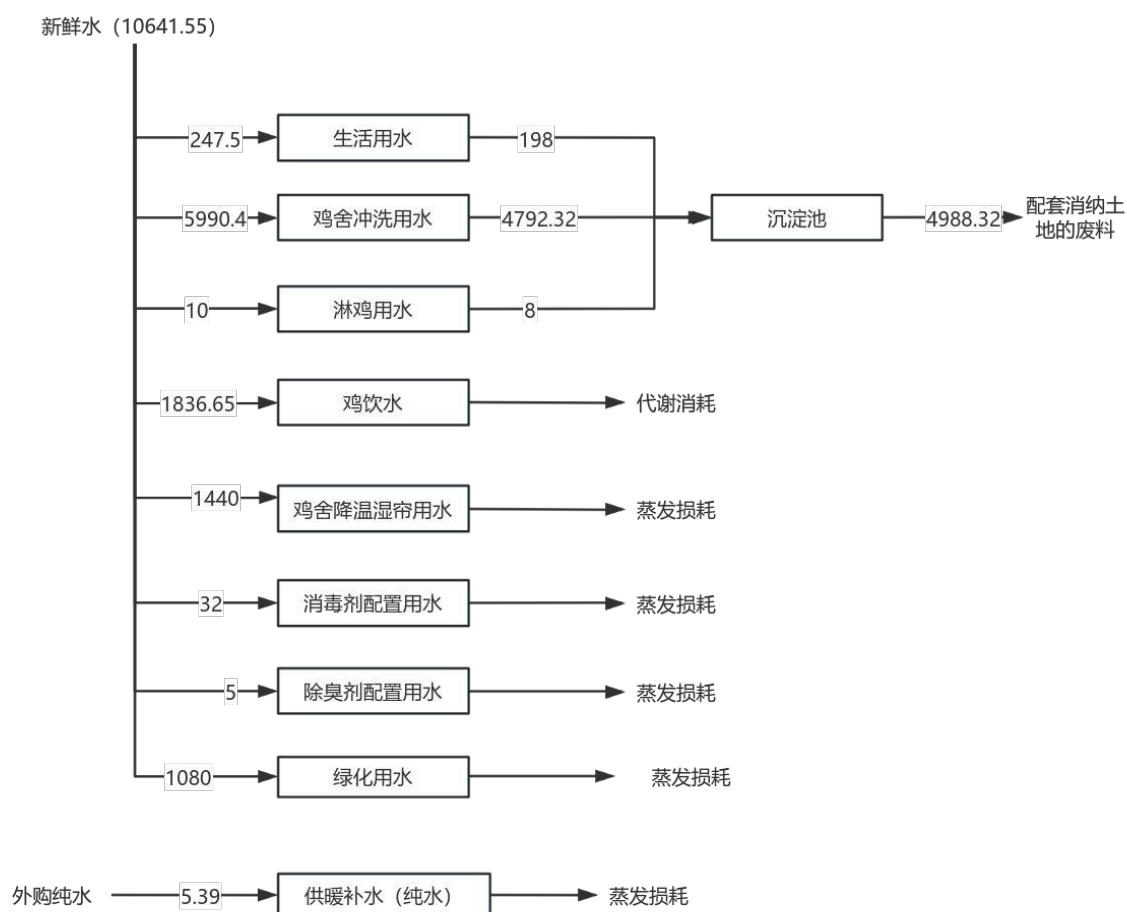 新鲜水（10641.55）
247.5
生活用水
198
5990.4
鸡舍冲洗用水
4792.32
沉淀池
4988.32
配套消纳土
地的废料
10
淋鸡用水
8
1836.65
鸡饮水
代谢消耗
1440
鸡舍降温湿帘用水
蒸发损耗
32
消毒剂配置用水
蒸发损耗
5
除臭剂配置用水
蒸发损耗
1080
绿化用水
蒸发损耗
外购纯水
5.39
供暖补水（纯水）
蒸发损耗